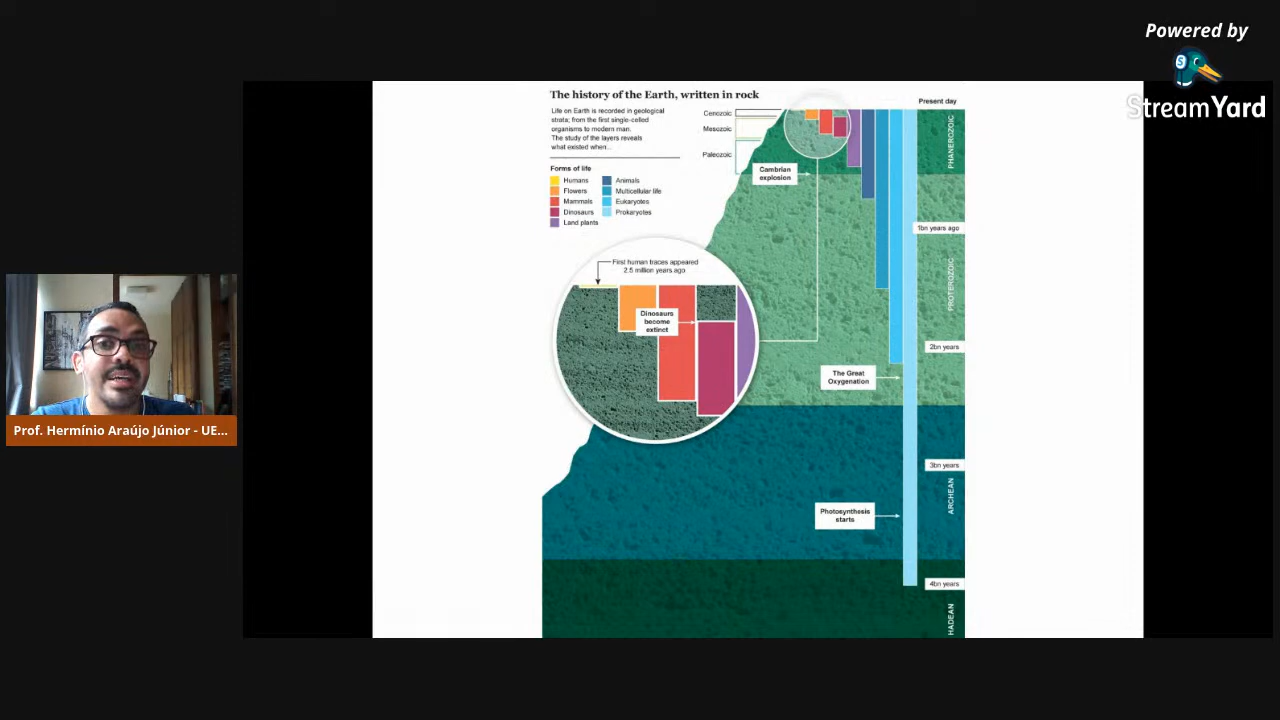 Powered by
StreamYard
The history of the Earth, written in rock
Life on Earth is recorded in geological
strata; from the first single-celled
organisms to modern man.
The study of the layers reveals
what existed when...
Forms of life
Humans
Flowers
Mammals
Dinosaurs
Land plants
Animals
Multicellular life
Eukaryotes
Prokaryotes
Cenozoic
Mesozoic
Paleozoic
Cambrian
explosion
Present day
PHANEROZOIC
1bn years ago
PROTEROZOIC
2bn years
First human traces appeared
2.5 million years ago
Dinosaurs
become
extinct
The Great
Oxygenation
3bn years
ARCHEAN
Photosynthesis
starts
4bn years
HADEAN
Prof. Hermínio Araújo Júnior - UE...